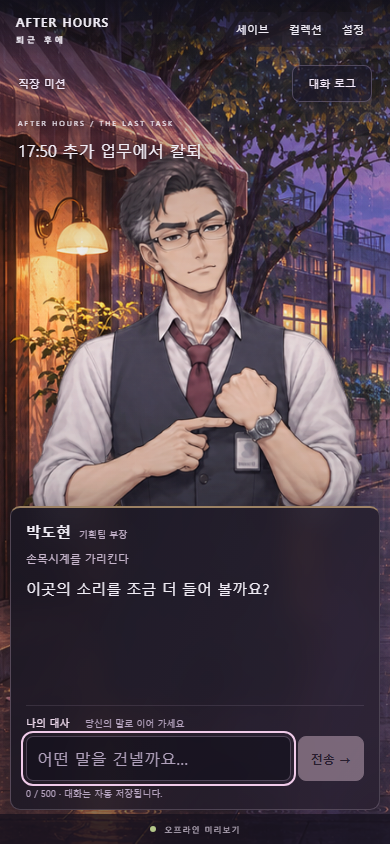 AFTER HOURS
퇴근 후에
세이브 컬렉션 설정
직장 미션
대화 로그
AFTER HOURS / THE LAST TASK
17:50 추가 업무에서 칼퇴
박도현 기획팀 부장
손목시계를 가리킨다
이곳의 소리를 조금 더 들어 볼까요?
나의 대사 당신의 말로 이어 가세요
어떤 말을 건넬까요...
전송 →
0 / 500 · 대화는 자동 저장됩니다.
오프라인 미리보기